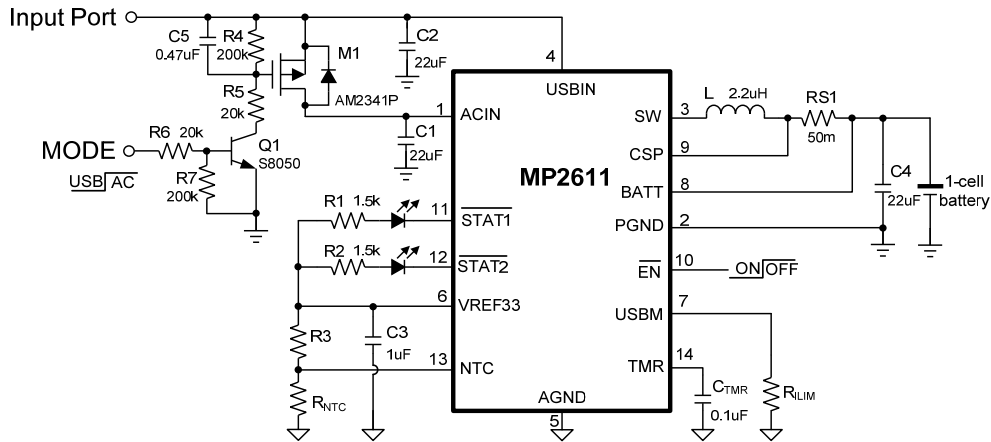 Input Port
C5
0.47uF
R4
200k
M1
AM2341P
C2
22uF
4
USBIN
R5
20k
1
ACIN
C1
22uF
R6 20k
MODE
USB AC
R7
200k
Q1
S8050
MP2611
SW
3
L 2.2uH
RS1
50m
CSP
9
BATT
8
C4
22uF
1-cell
battery
PGND
2
R1 1.5k
11
STAT1
R2 1.5k
12
STAT2
EN
10
ON OFF
6
VREF33
USBM
7
R3
C3
1uF
13
NTC
TMR
14
RNTC
CTMR
0.1uF
RILIM
AGND
5